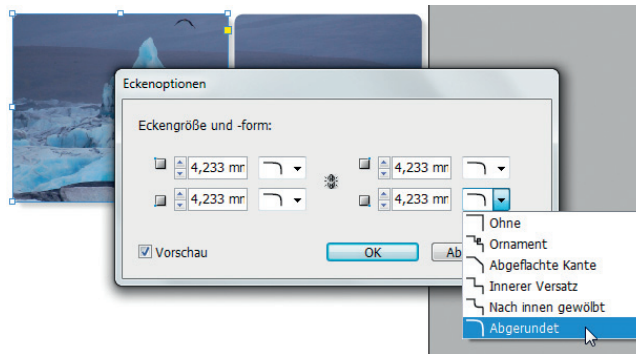 Eckenoptionen
Eckengröße und -form:
4,233 mr
4,233 mr
4,233 mr
4,233 mr
Vorschau
OK
Ab
Ohne
Ornament
Abgeflachte Kante
Innerer Versatz
Nach innen gewölbt
Abgerundet